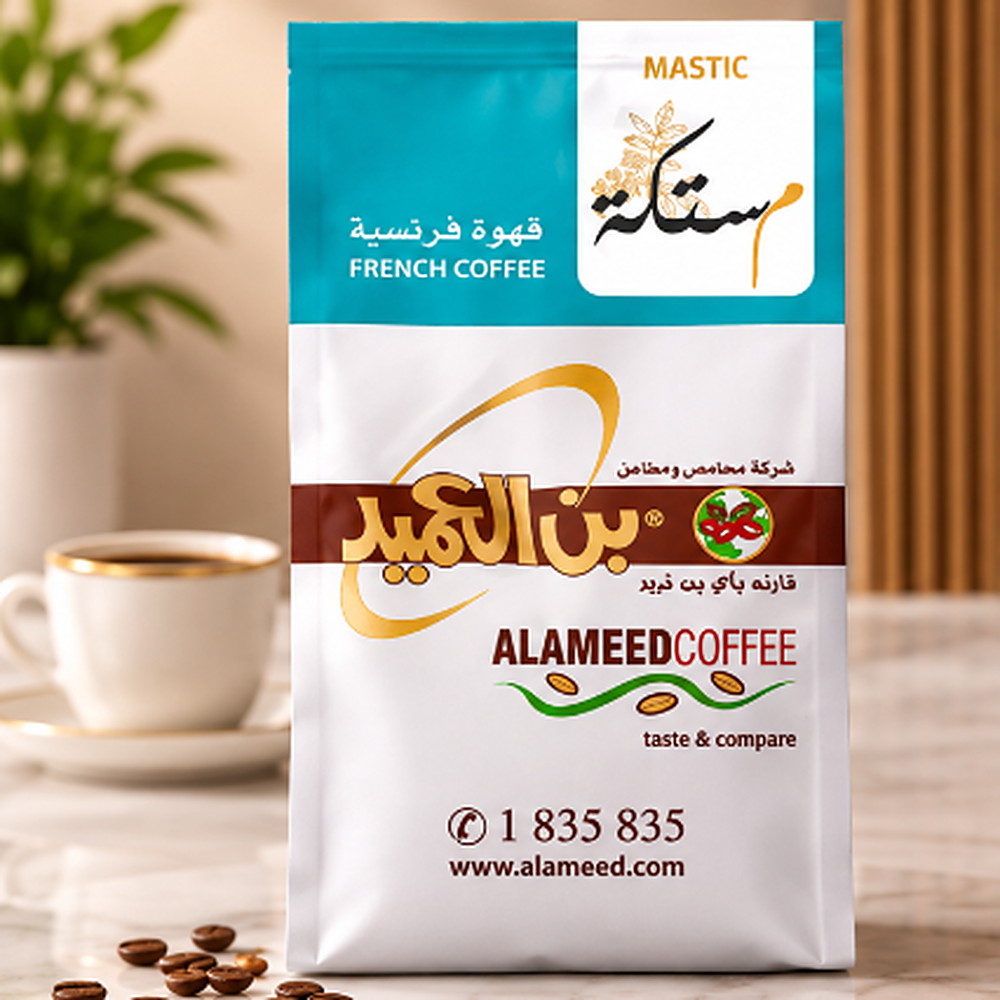 MASTIC
مستكة
قهوة فرنسية
FRENCH COFFEE
شركة محامص ومطاحن
بن العميد®
قارنه بأي بن تريد
ALAMEEDCOFFEE
taste & compare
✆ 1 835 835
www.alameed.com